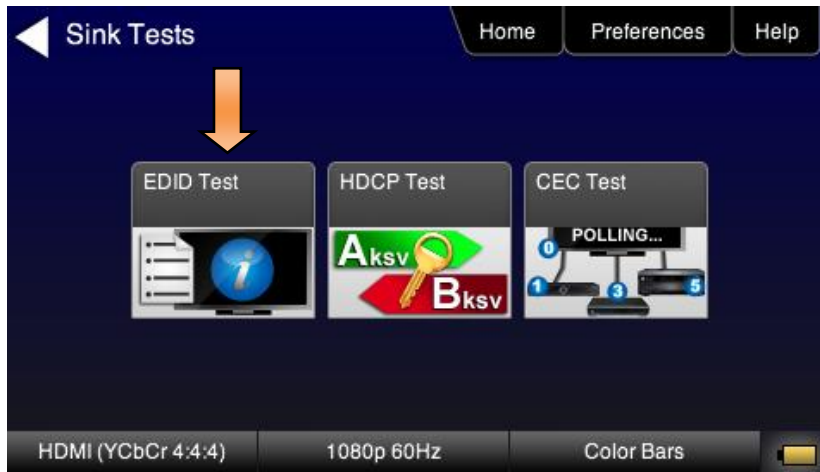 Sink Tests
Home
Preferences
Help
EDID Test
HDCP Test
CEC Test
i
Aksv
Bksv
POLLING...
0
1
3
5
HDMI (YCbCr 4:4:4)
1080p 60Hz
Color Bars